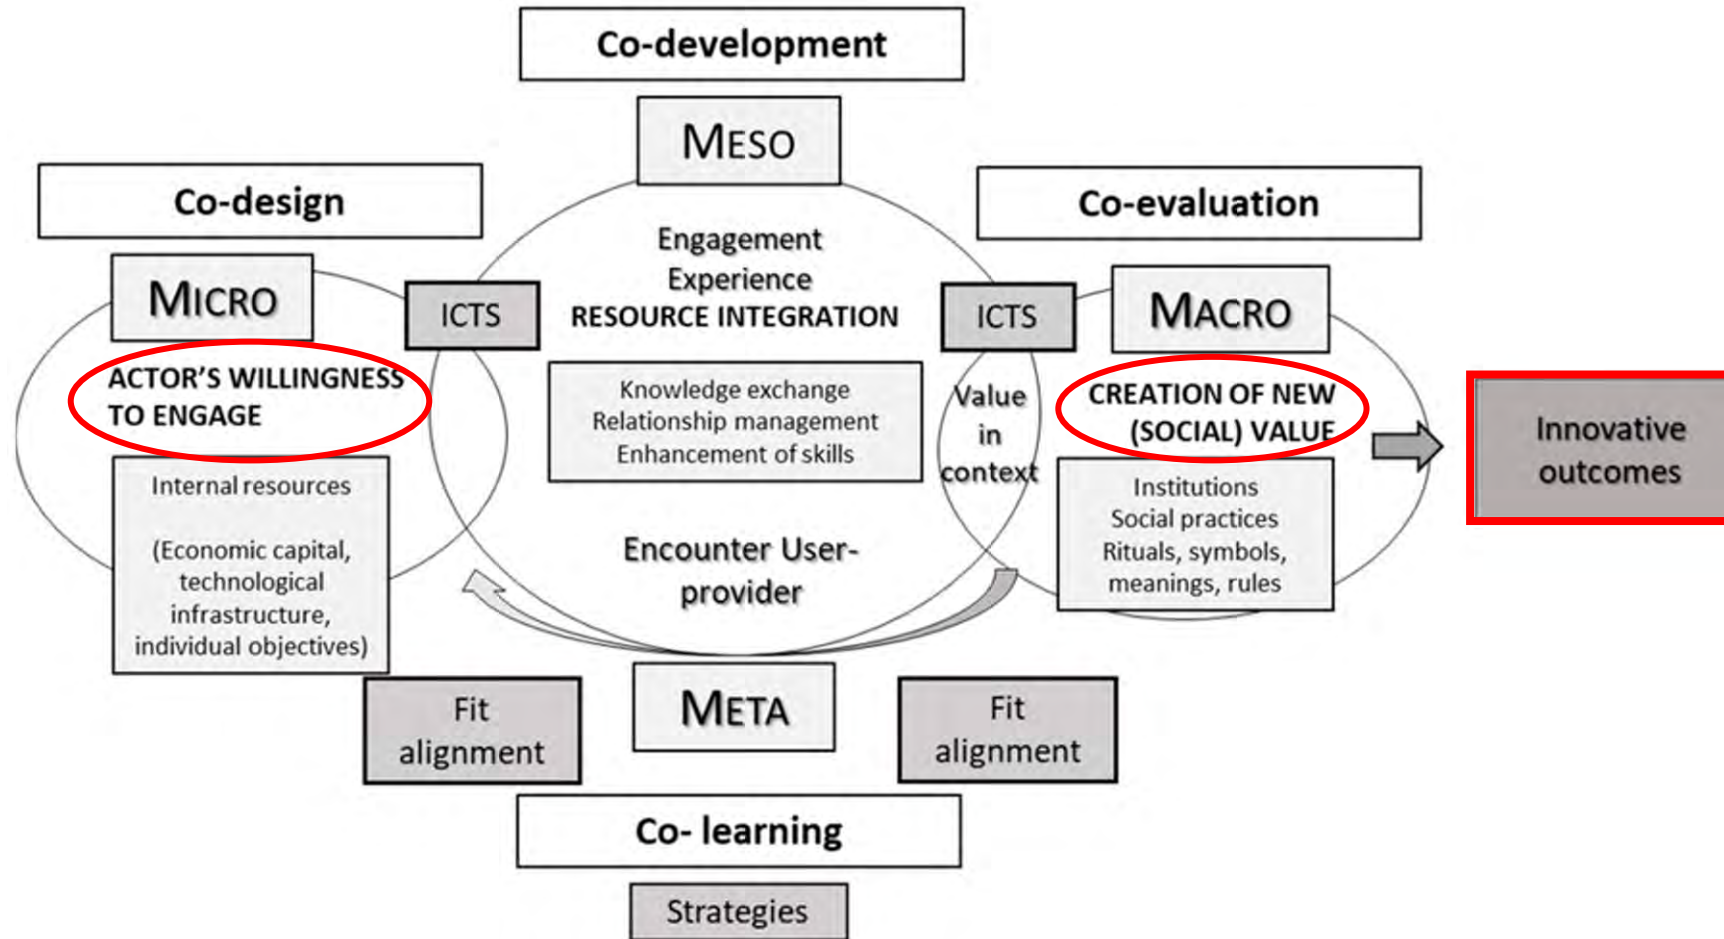 Co-development
MESO
Co-design
Co-evaluation
MICRO
ICTS
Engagement
Experience
RESOURCE INTEGRATION
ICTS
MACRO
ACTOR'S WILLINGNESS
TO ENGAGE
Knowledge exchange
Relationship management
Enhancement of skills
Value
in
context
CREATION OF NEW
(SOCIAL) VALUE
Innovative
outcomes
Internal resources
(Economic capital,
technological
infrastructure,
individual objectives)
Encounter User-
provider
Institutions
Social practices
Rituals, symbols,
meanings, rules
Fit
alignment
META
Fit
alignment
Co- learning
Strategies